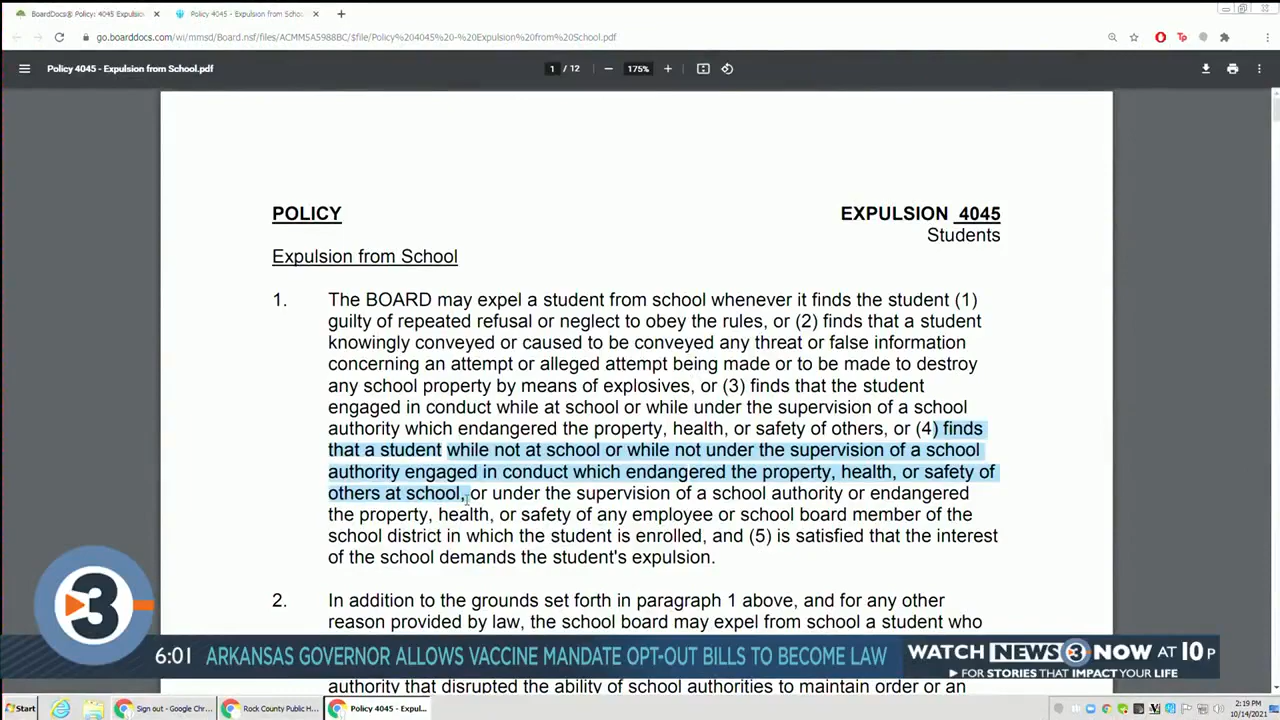 BoardDocs® Policy: 4045 Expulsio
Policy 4045 - Expulsion from Schoo
go.boarddocs.com/wi/mmsd/Board.nsf/files/ACMMSA5988BC/$file/Policy%204045%20-%20Expulsion%20from%20School.pdf
Policy 4045 - Expulsion from School.pdf
1 / 12
175%
POLICY
EXPULSION 4045
Students
Expulsion from School
1. The BOARD may expel a student from school whenever it finds the student (1)
guilty of repeated refusal or neglect to obey the rules, or (2) finds that a student
knowingly conveyed or caused to be conveyed any threat or false information
concerning an attempt or alleged attempt being made or to be made to destroy
any school property by means of explosives, or (3) finds that the student
engaged in conduct while at school or while under the supervision of a school
authority which endangered the property, health, or safety of others, or (4) finds
that a student while not at school or while not under the supervision of a school
authority engaged in conduct which endangered the property, health, or safety of
others at school, or under the supervision of a school authority or endangered
the property, health, or safety of any employee or school board member of the
school district in which the student is enrolled, and (5) is satisfied that the interest
of the school demands the student's expulsion.
2. In addition to the grounds set forth in paragraph 1 above, and for any other
reason provided by law, the school board may expel from school a student who
3
6:01 ARKANSAS GOVERNOR ALLOWS VACCINE MANDATE OPT-OUT BILLS TO BECOME LAW
WATCH NEWS 3 NOW AT 10P
FOR STORIES THAT IMPACT YOUR LIFE
authority that disrupted the ability of school authorities to maintain order or an
Start
Sign out - Google Chr...
Rock County Public H...
Policy 4045 - Expul...
2:19 PM
10/14/2021